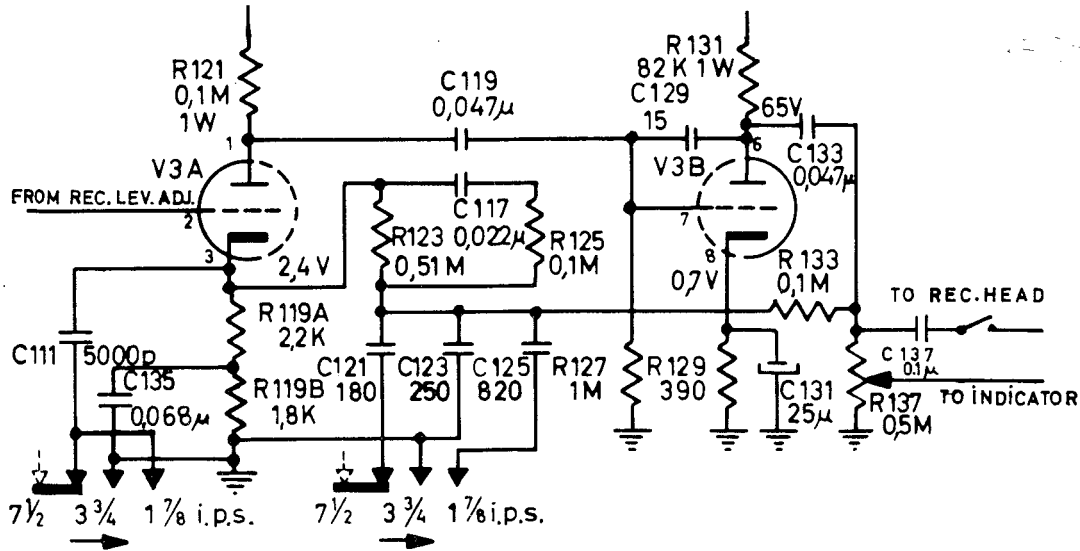 R121
0,1M
1W
C119
0,047µ
R131
82K 1W
C129
15
65V
1
6
V3A
V3B
C133
0,047µ
FROM REC. LEV. ADJ.
2
C117
0,022µ
7
R123
0,51M
R125
0,1M
3
8
2,4V
0,7V
R133
0,1M
TO REC. HEAD
R119A
2,2K
C111
5000p
C135
0,068µ
R119B
1,8K
C121
180
C123
250
C125
820
R127
1M
R129
390
C131
25µ
C137
0.1µ
R137
0,5M
TO INDICATOR
7½ 3¾ 1⅞ i.p.s.
7½ 3¾ 1⅞ i.p.s.